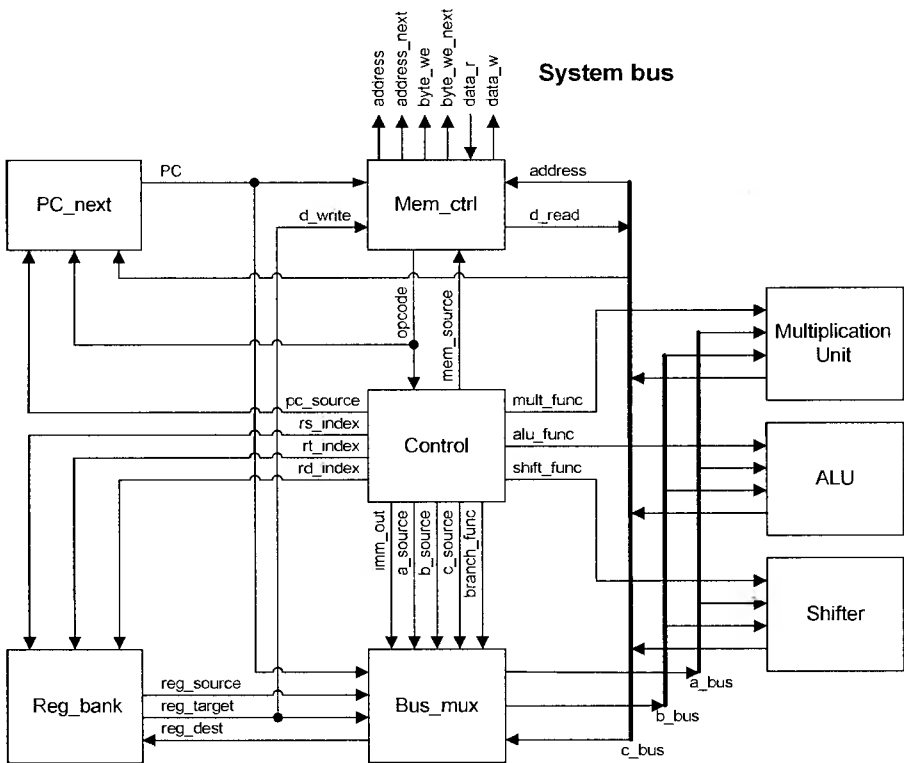 System bus
address
address_next
byte_we
byte_we_next
data_r
data_w
PC
address
PC_next
Mem_ctrl
d_write
d_read
opcode
mem_source
Multiplication
Unit
pc_source
mult_func
rs_index
Control
alu_func
rt_index
rd_index
shift_func
ALU
imm_out
a_source
b_source
c_source
branch_func
Shifter
reg_source
Reg_bank
reg_target
Bus_mux
a_bus
b_bus
reg_dest
c_bus